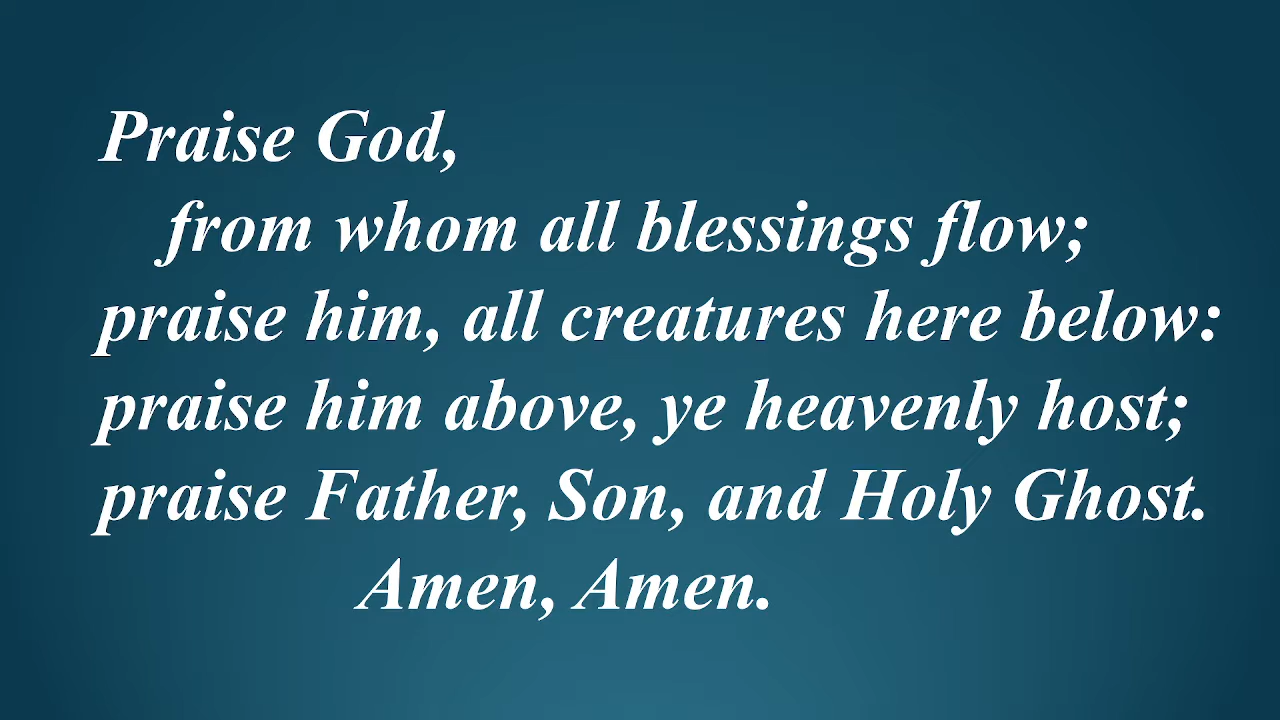 Praise God,
from whom all blessings flow;
praise him, all creatures here below:
praise him above, ye heavenly host;
praise Father, Son, and Holy Ghost.
Amen, Amen.